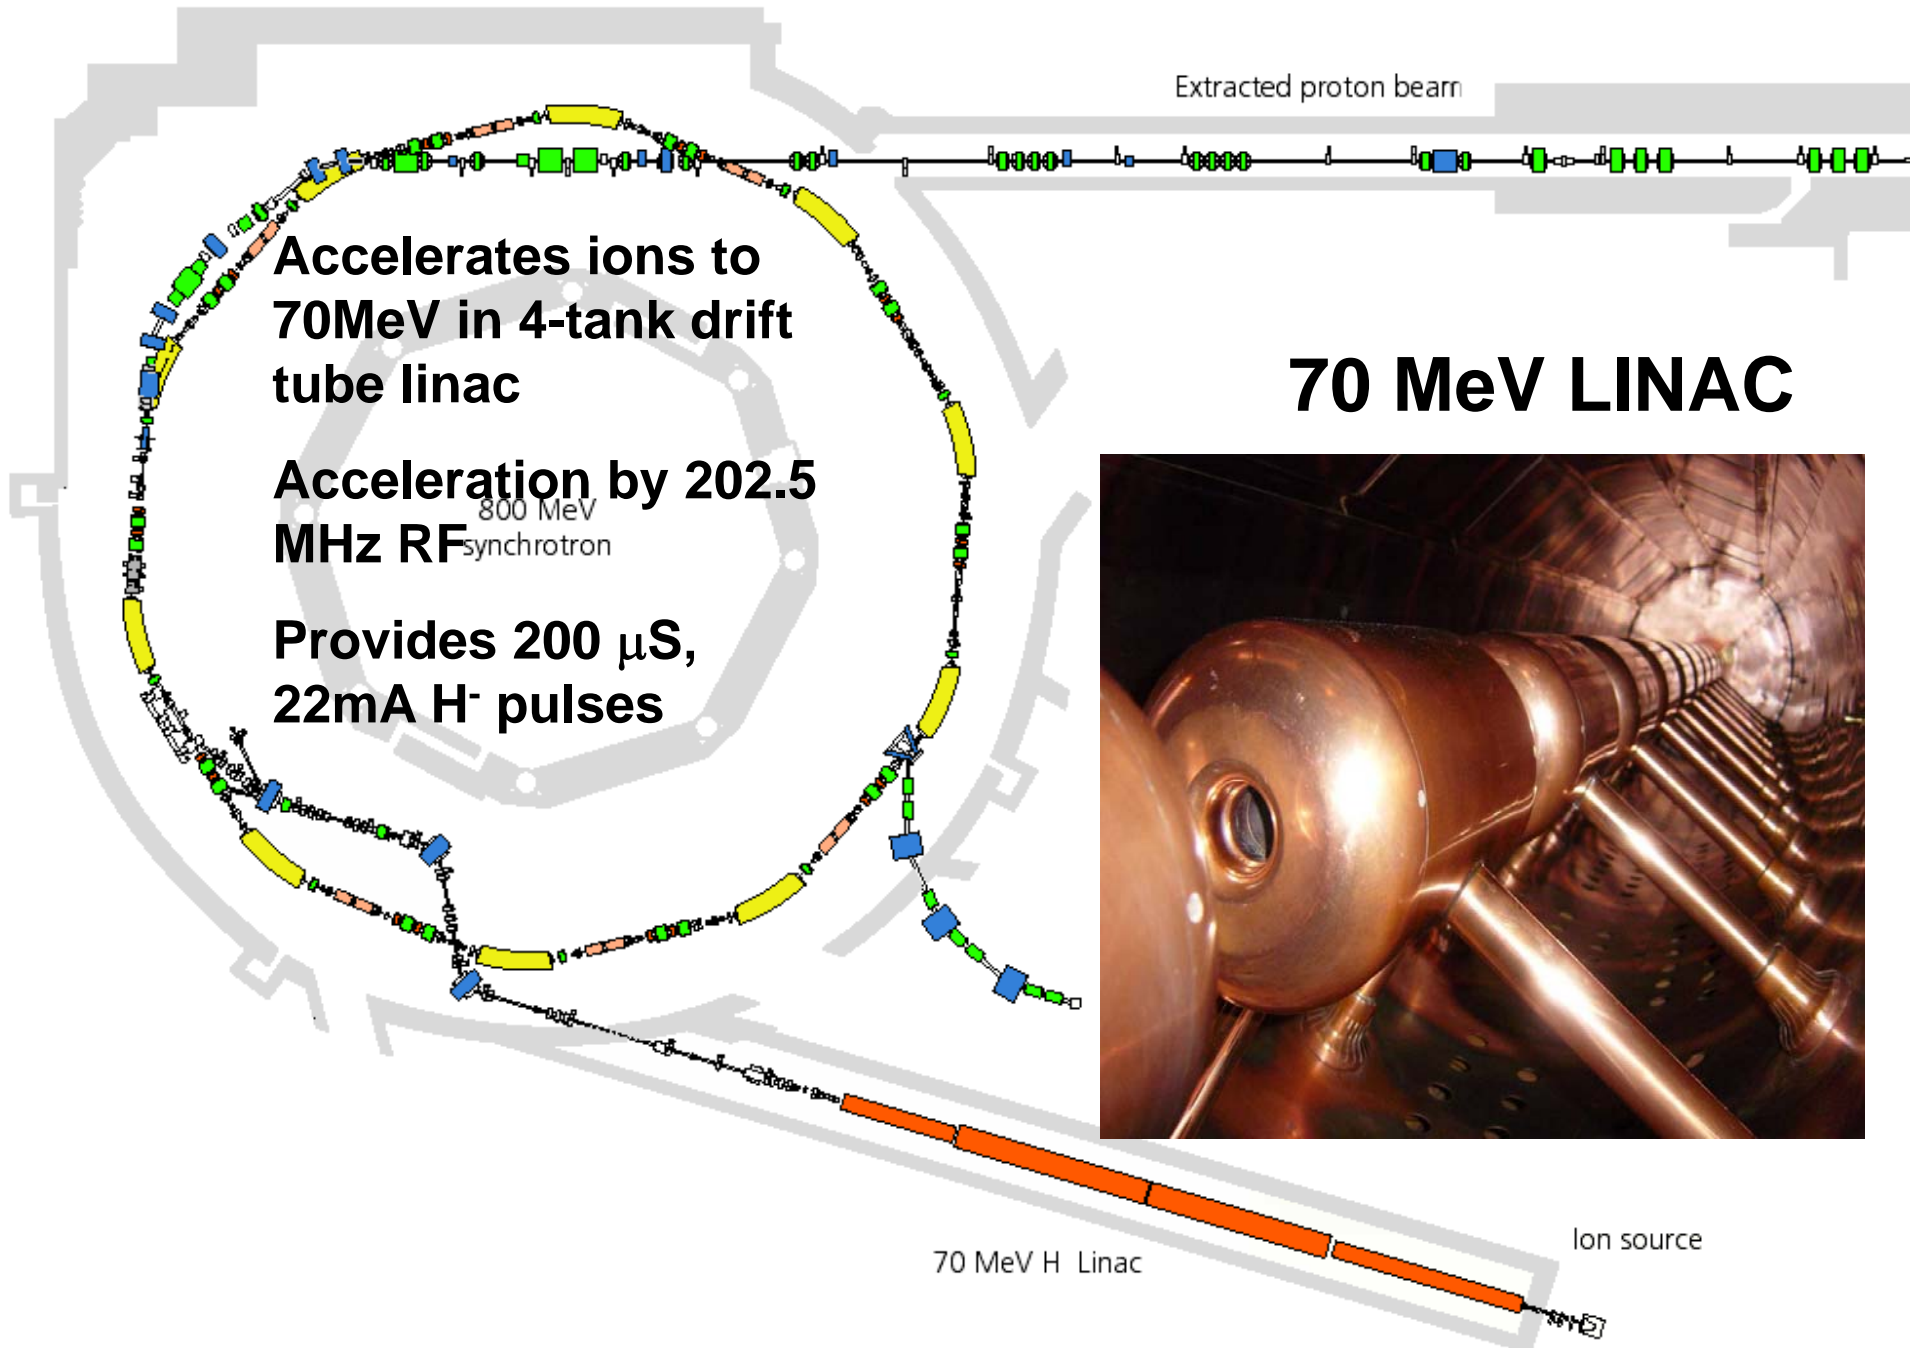 Extracted proton beam
Accelerates ions to
70MeV in 4-tank drift
tube linac
70 MeV LINAC
Acceleration by 202.5
MHz RF
800 MeV
synchrotron
Provides 200 μS,
22mA H- pulses
Ion source
70 MeV H  Linac